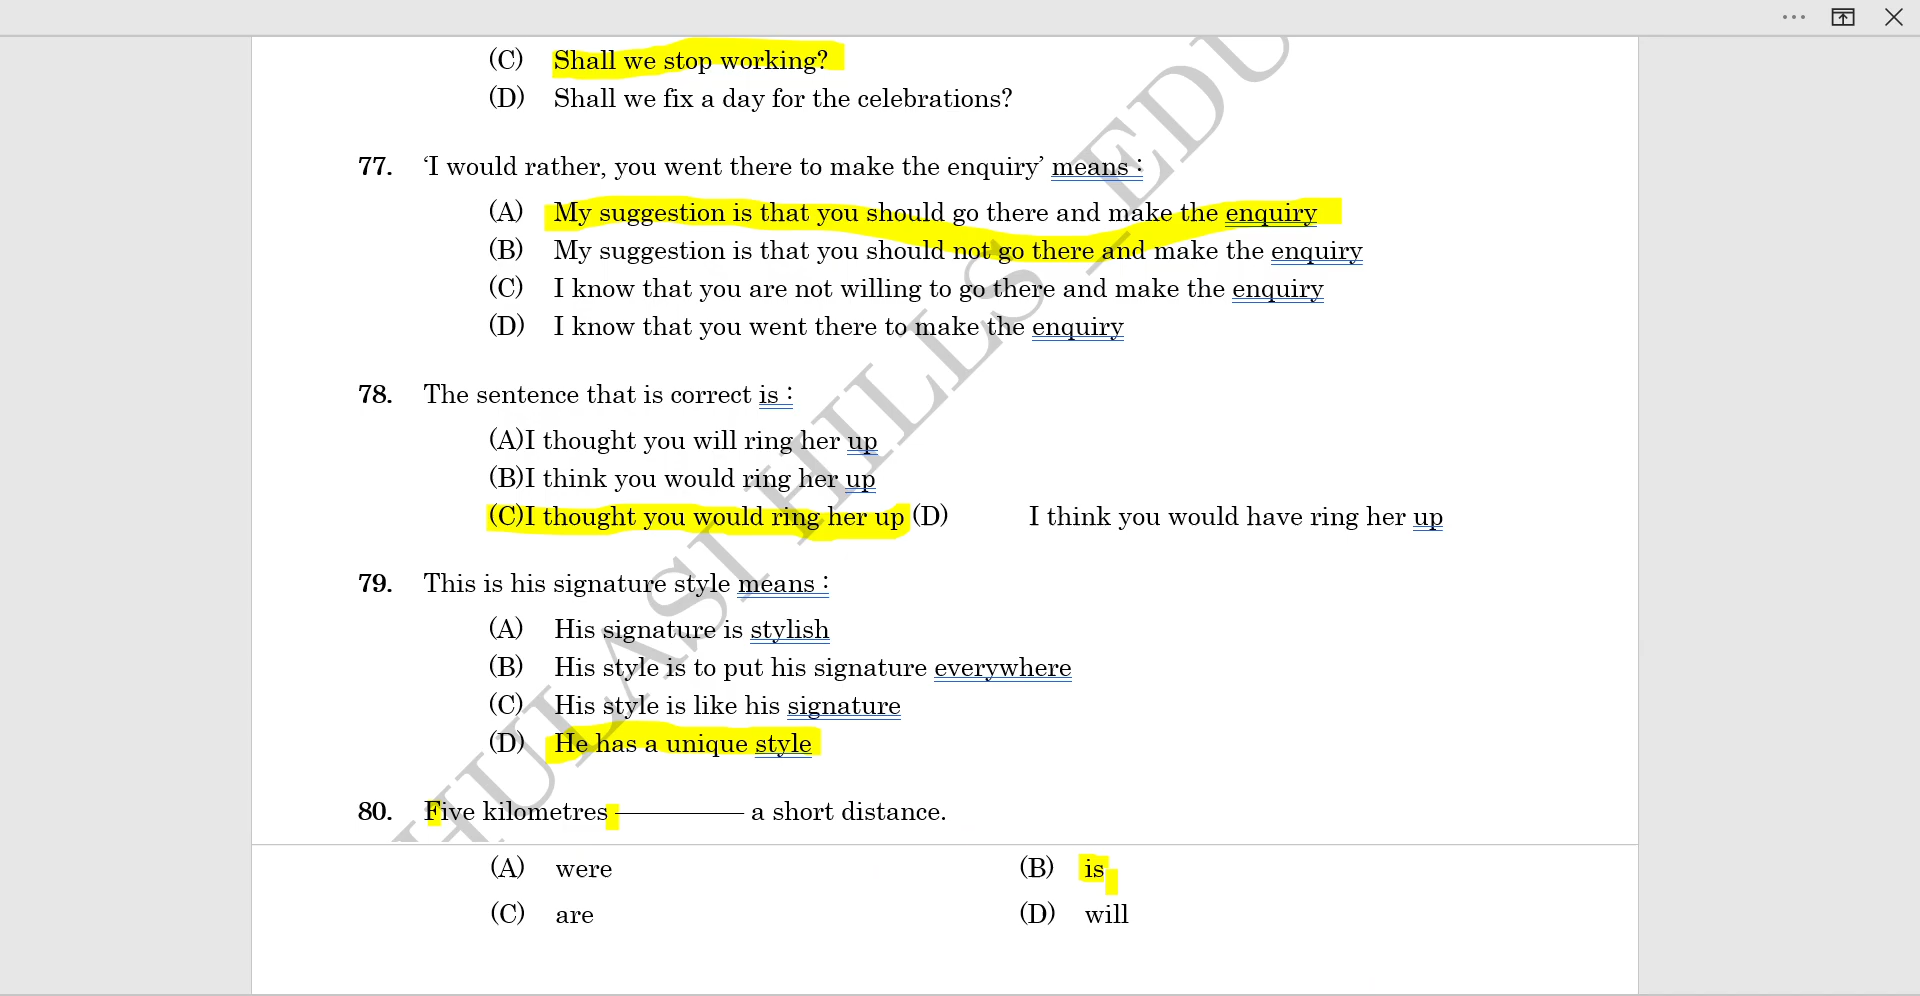 (C) Shall we stop working?
(D) Shall we fix a day for the celebrations?
77. ‘I would rather, you went there to make the enquiry’ means :
(A) My suggestion is that you should go there and make the enquiry
(B) My suggestion is that you should not go there and make the enquiry
(C) I know that you are not willing to go there and make the enquiry
(D) I know that you went there to make the enquiry
78. The sentence that is correct is :
(A)I thought you will ring her up
(B)I think you would ring her up
(C)I thought you would ring her up (D) I think you would have ring her up
79. This is his signature style means :
(A) His signature is stylish
(B) His style is to put his signature everywhere
(C) His style is like his signature
(D) He has a unique style
80. Five kilometres ———— a short distance.
(A) were (B) is
(C) are (D) will
HULASI HILLS_EDU